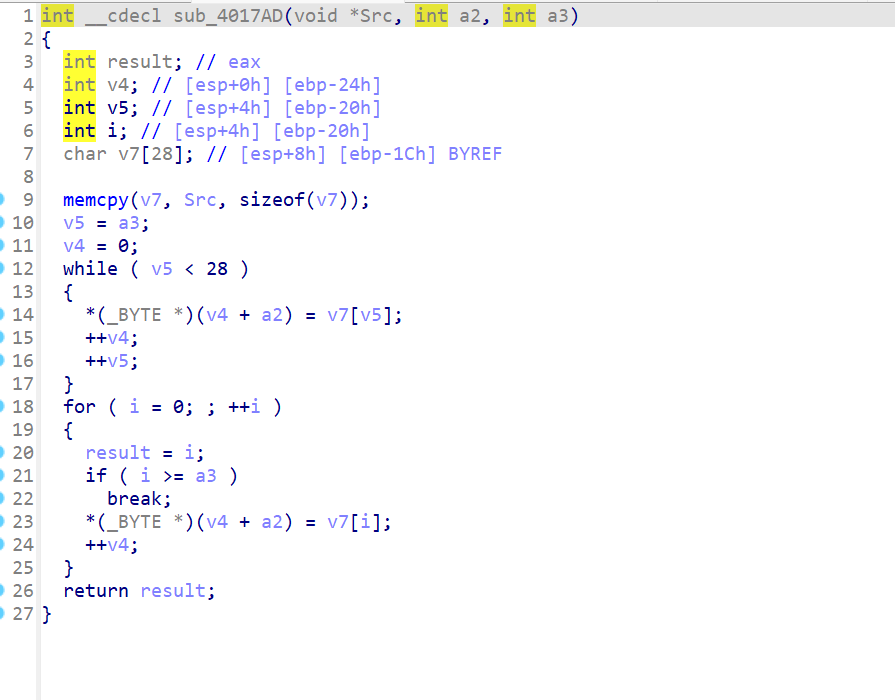 1 int __cdecl sub_4017AD(void *Src, int a2, int a3)
2 {
3   int result; // eax
4   int v4; // [esp+0h] [ebp-24h]
5   int v5; // [esp+4h] [ebp-20h]
6   int i; // [esp+4h] [ebp-20h]
7   char v7[28]; // [esp+8h] [ebp-1Ch] BYREF
8
9   memcpy(v7, Src, sizeof(v7));
10   v5 = a3;
11   v4 = 0;
12   while ( v5 < 28 )
13   {
14     *(_BYTE *)(v4 + a2) = v7[v5];
15     ++v4;
16     ++v5;
17   }
18   for ( i = 0; ; ++i )
19   {
20     result = i;
21     if ( i >= a3 )
22       break;
23     *(_BYTE *)(v4 + a2) = v7[i];
24     ++v4;
25   }
26   return result;
27 }